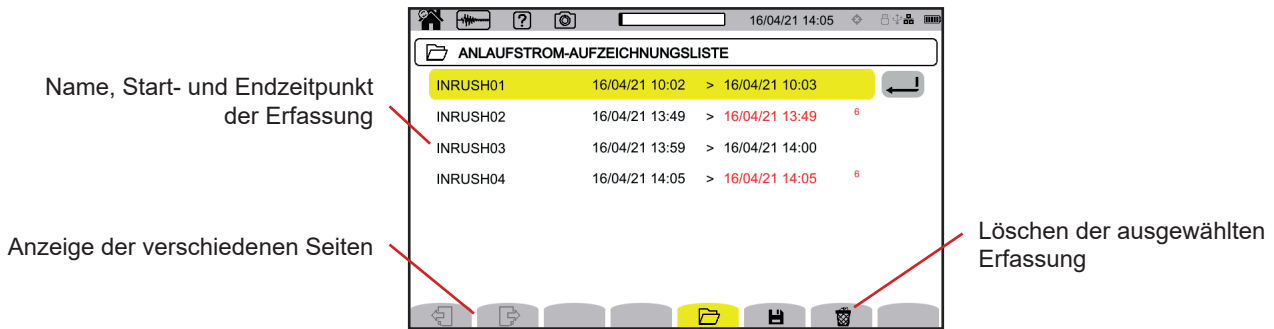 16/04/21 14:05
ANLAUFSTROM-AUFZEICHNUNGSLISTE
INRUSH01 16/04/21 10:02 > 16/04/21 10:03
INRUSH02 16/04/21 13:49 > 16/04/21 13:49 6
INRUSH03 16/04/21 13:59 > 16/04/21 14:00
INRUSH04 16/04/21 14:05 > 16/04/21 14:05 6
Name, Start- und Endzeitpunkt
der Erfassung
Anzeige der verschiedenen Seiten
Löschen der ausgewählten
Erfassung